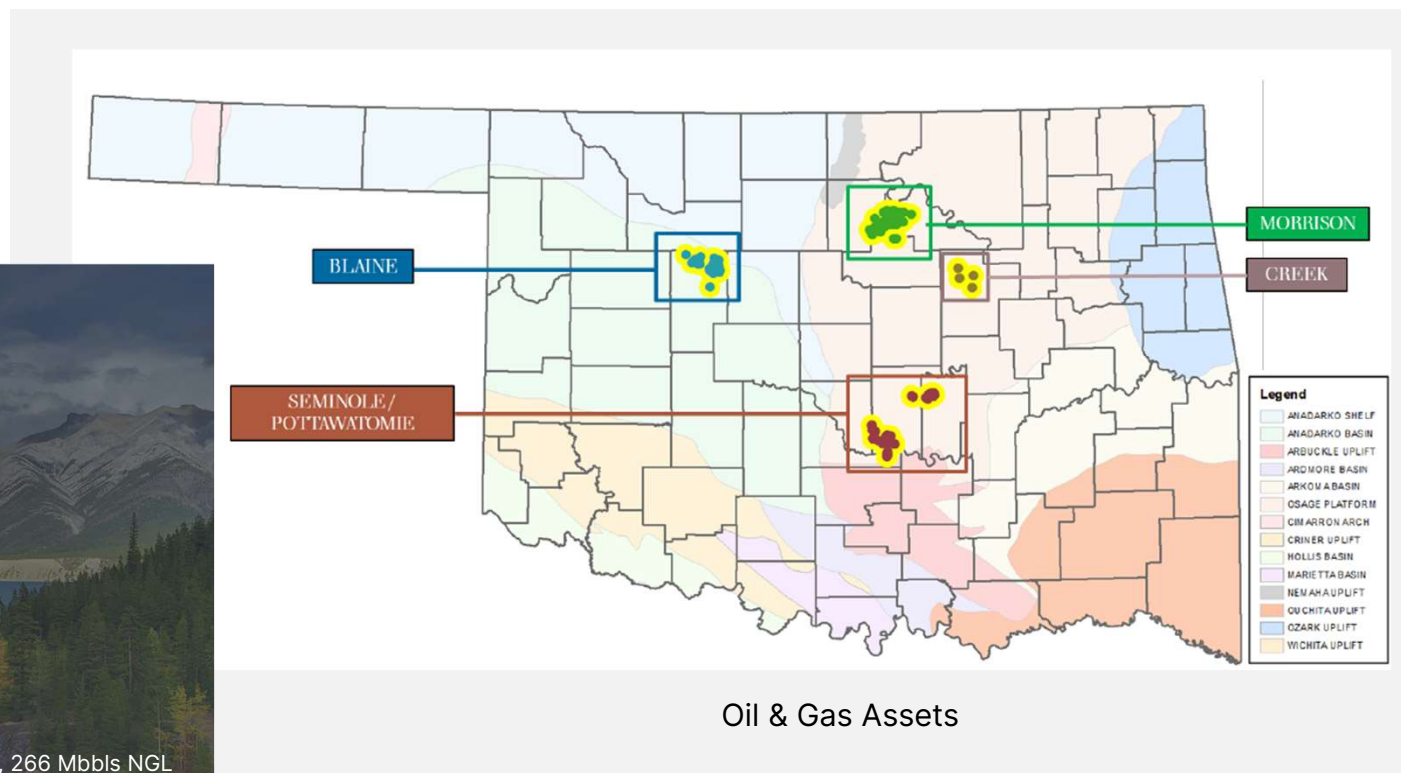 MORRISON
BLAINE
CREEK
SEMINOLE/
POTTAWATOMIE
Legend
ANADARKO SHELF
ANADARKO BASIN
ARBUCKLE UPLIFT
ARDMORE BASIN
ARKOMA BASIN
OSAGE PLATFORM
CIMARRON ARCH
CRINER UPLIFT
HOLLIS BASIN
MARIETTA BASIN
NEMAHA UPLIFT
OUCHITA UPLIFT
OZARK UPLIFT
WICHITA UPLIFT
Oil & Gas Assets
, 266 Mbbls NGL